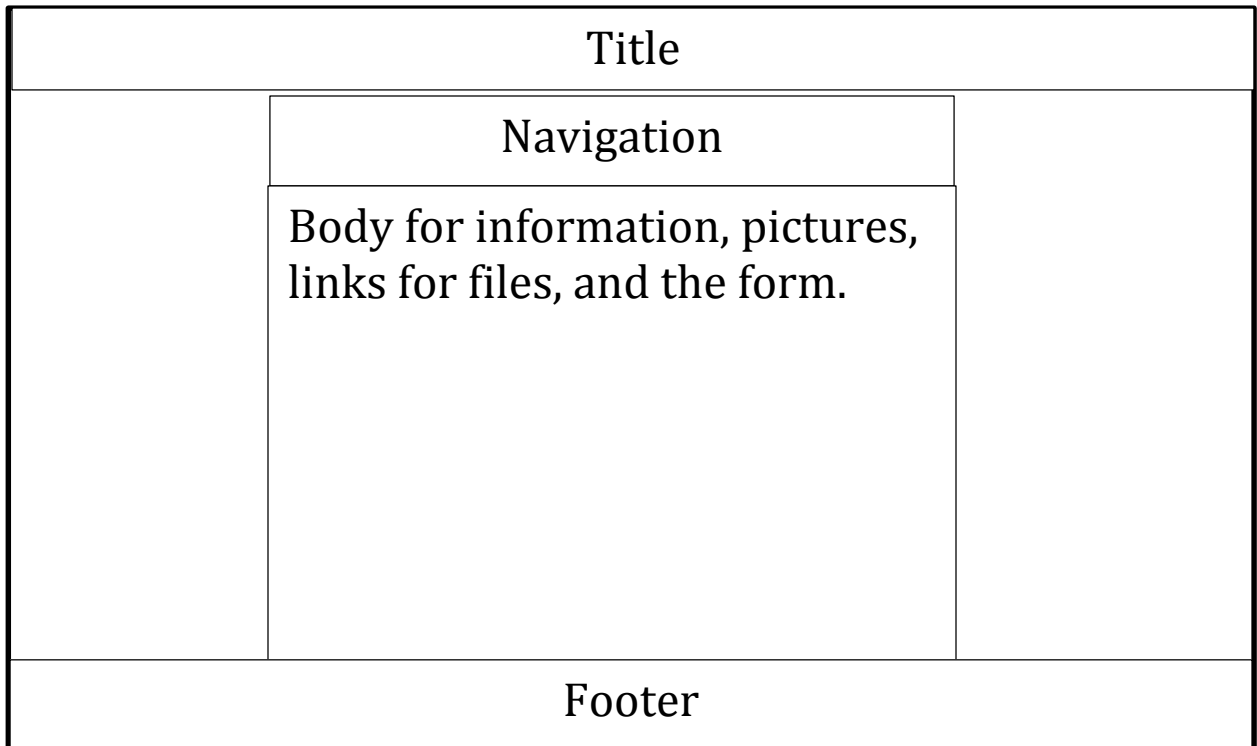 Title
Navigation
Body for information, pictures,
links for files, and the form.
Footer